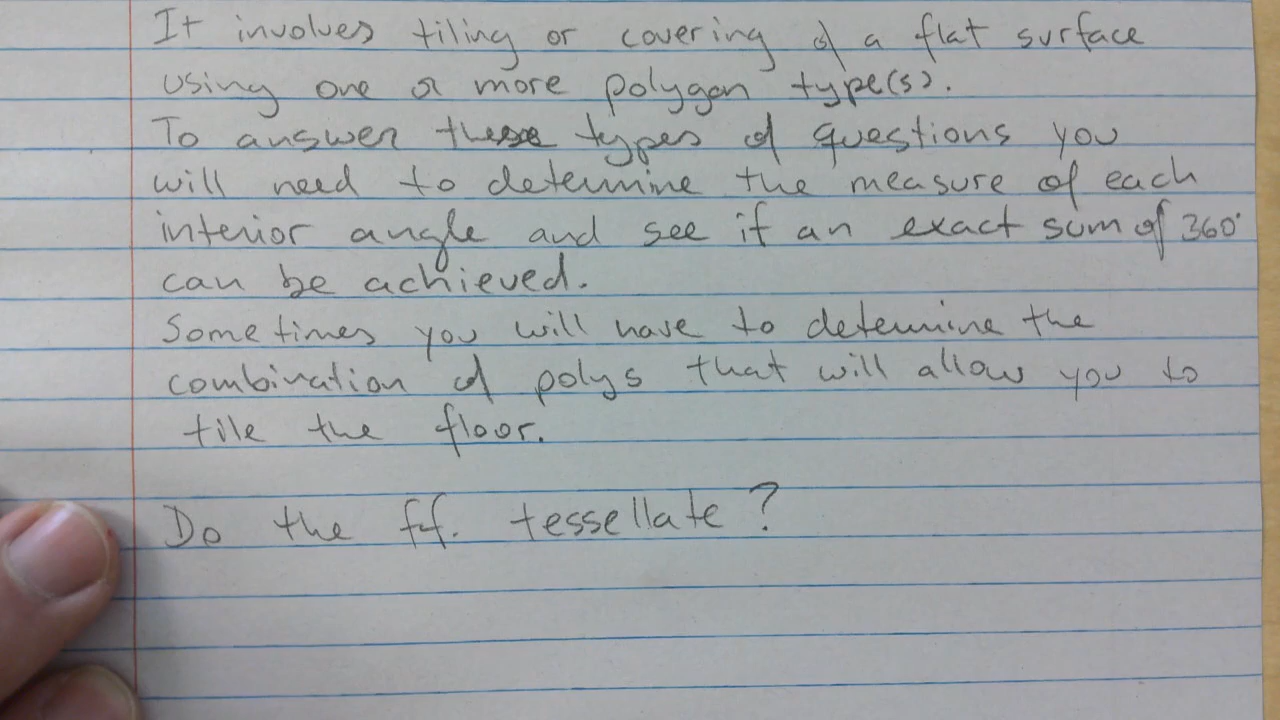 It involves tiling or covering of a flat surface
using one or more polygon type(s).
To answer these types of questions you
will need to determine the measure of each
interior angle and see if an exact sum of 360°
can be achieved.
Sometimes you will have to determine the
combination of polys that will allow you to
tile the floor.
Do the ff. tessellate?